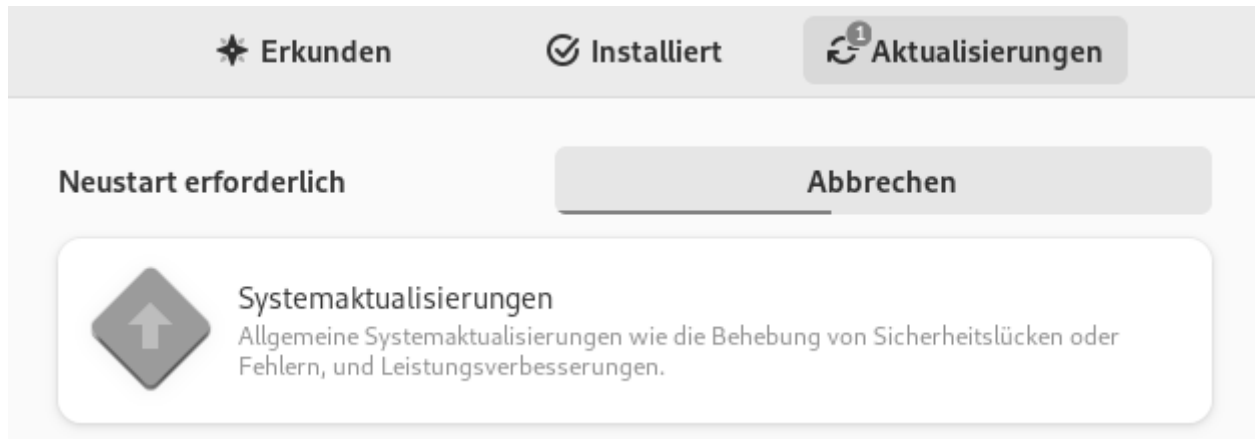 Erkunden
Installiert
1
Aktualisierungen
Neustart erforderlich
Abbrechen
Systemaktualisierungen
Allgemeine Systemaktualisierungen wie die Behebung von Sicherheitslücken oder
Fehlern, und Leistungsverbesserungen.